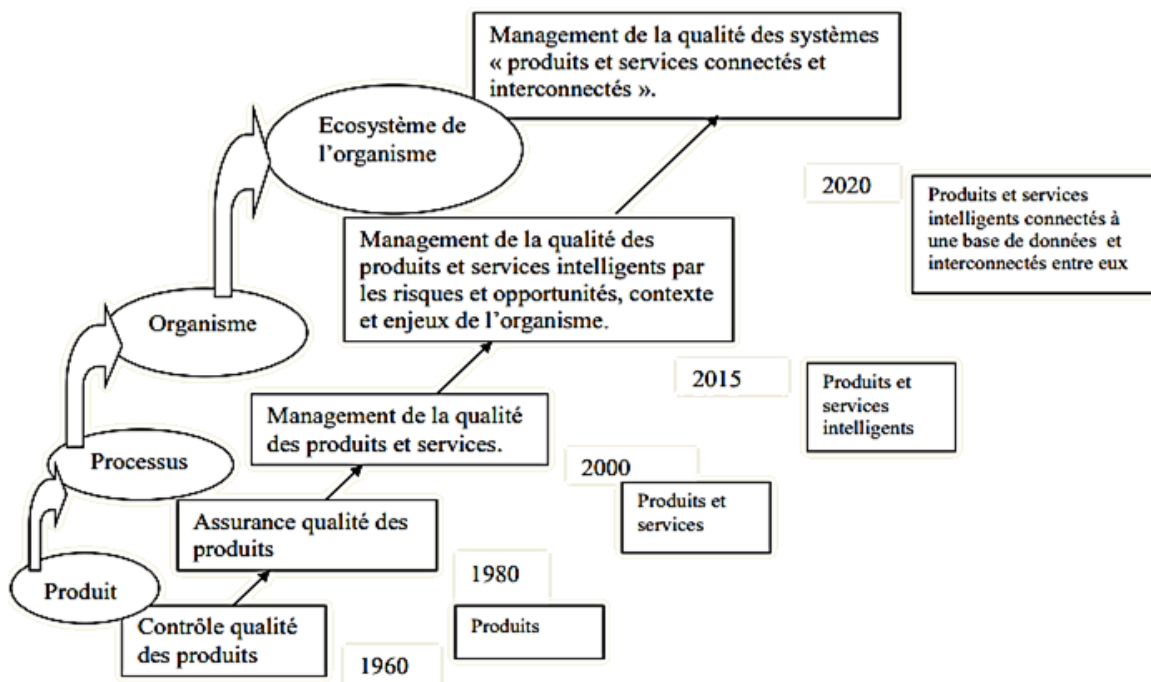 Management de la qualité des systèmes
« produits et services connectés et
interconnectés ».
Ecosystème de
l'organisme
2020
Produits et services
intelligents connectés à
une base de données et
interconnectés entre eux
Management de la qualité des
produits et services intelligents par
les risques et opportunités, contexte
et enjeux de l'organisme.
Organisme
2015
Produits et
services
intelligents
Management de la qualité
des produits et services.
Processus
2000
Produits et
services
Assurance qualité des
produits
1980
Produit
Contrôle qualité
des produits
Produits
1960